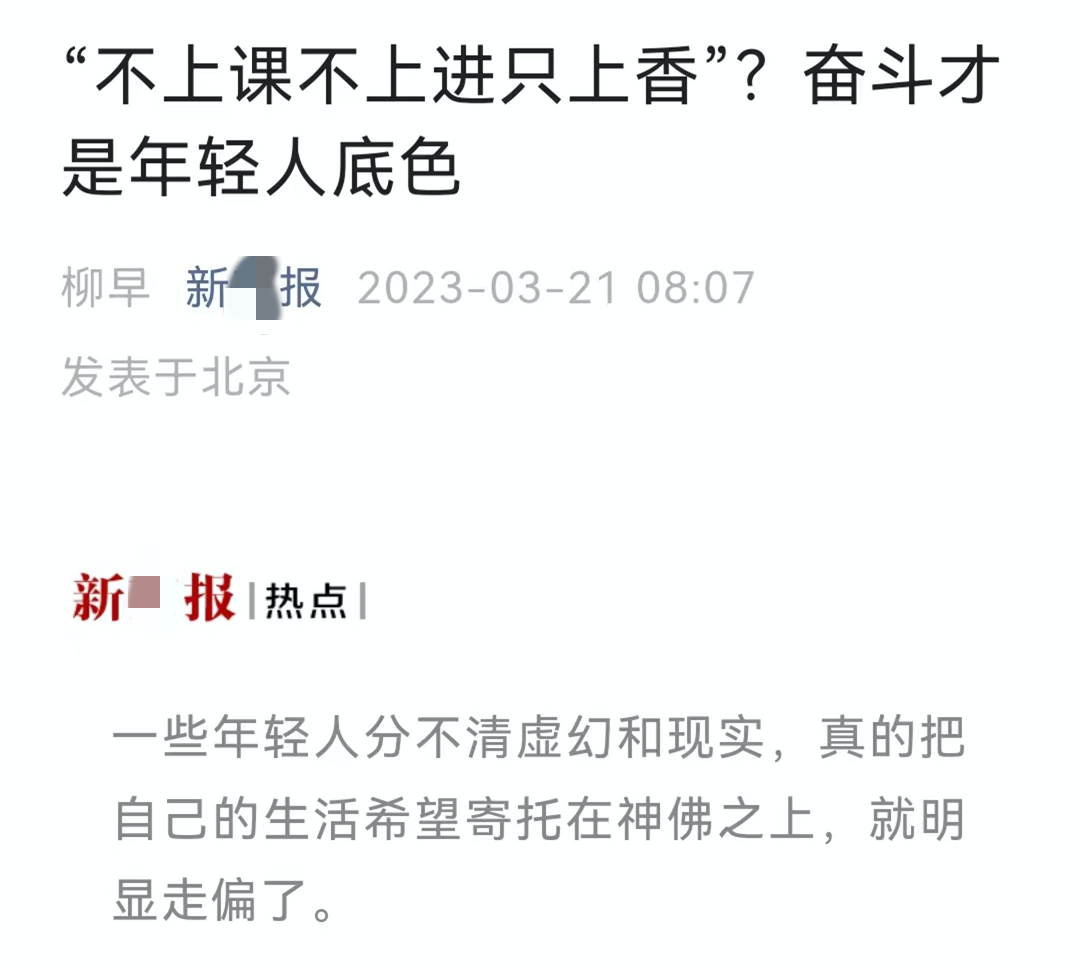 “不上课不上进只上香”？奋斗才
是年轻人底色
柳早 新 报 2023-03-21 08:07
发表于北京
新 报|热点|
一些年轻人分不清虚幻和现实，真的把
自己的生活希望寄托在神佛之上，就明
显走偏了。